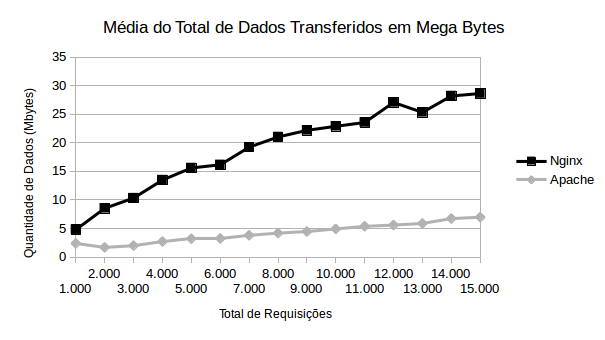 Média do Total de Dados Transferidos em Mega Bytes
Quantidade de Dados (Mbytes)
35
30
25
20
15
10
5
0
2.000 4.000 6.000 8.000 10.000 12.000 14.000
1.000 3.000 5.000 7.000 9.000 11.000 13.000 15.000
Total de Requisições
Nginx
Apache